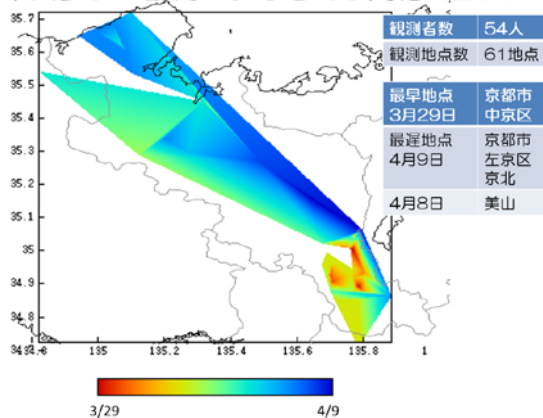 観測者数 54人
観測地点数 61地点
最早地点 京都市
3月29日 中京区
最遅地点 京都市
4月9日 左京区
京北
4月8日 美山
35.7
35.6
35.5
35.4
35.3
35.2
35.1
35
34.9
34.8
135
135.2
135.4
135.6
135.8
1
3/29
4/9